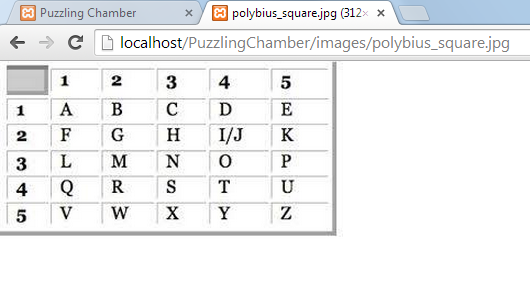 Puzzling Chamber
polybius_square.jpg (312×
localhost/PuzzlingChamber/images/polybius_square.jpg
1 2 3 4 5
1 A B C D E
2 F G H I/J K
3 L M N O P
4 Q R S T U
5 V W X Y Z